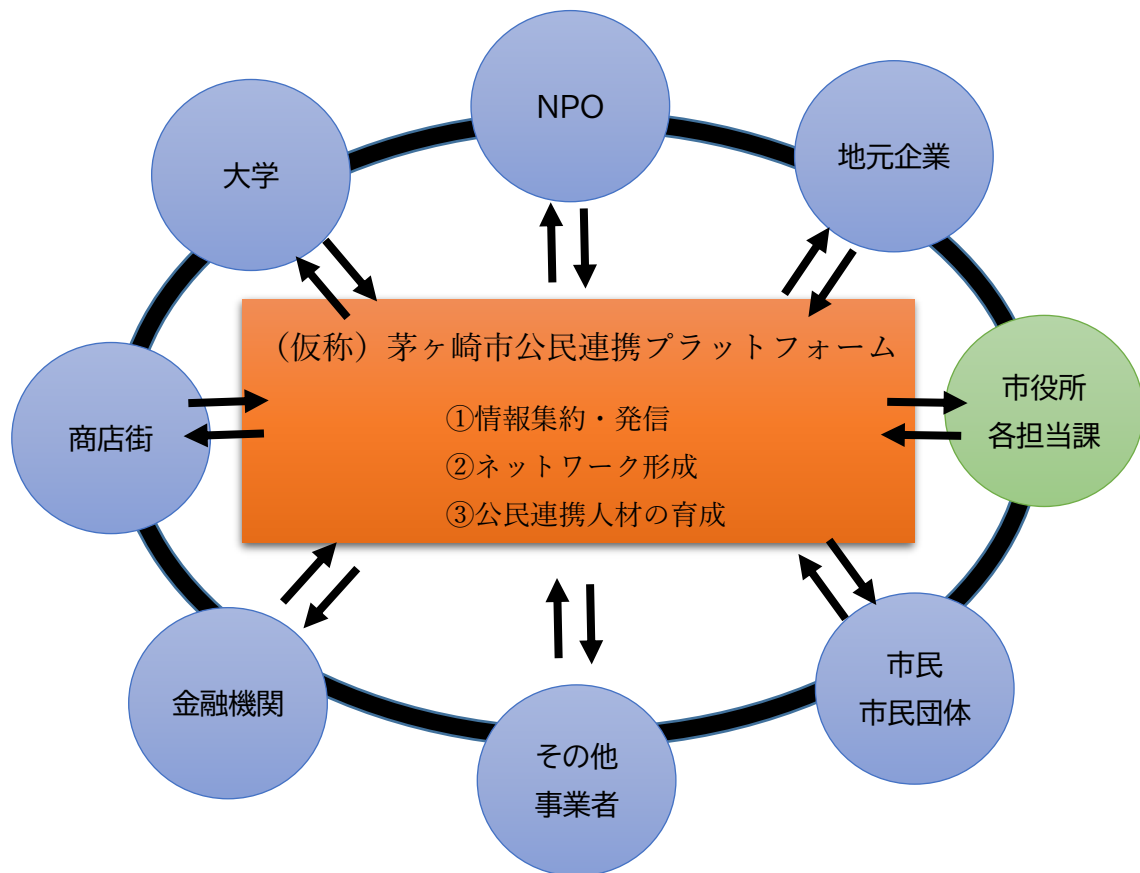 NPO
大学
地元企業
(仮称)茅ヶ崎市公民連携プラットフォーム
①情報集約・発信
②ネットワーク形成
③公民連携人材の育成
商店街
市役所
各担当課
金融機関
その他
事業者
市民
市民団体